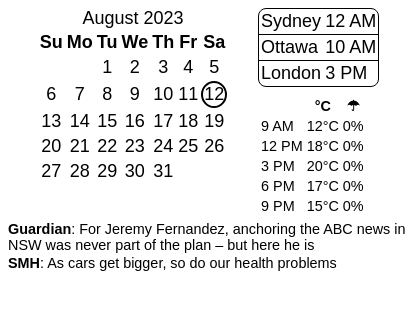 August 2023
Su Mo Tu We Th Fr Sa
1 2 3 4 5
6 7 8 9 10 11 12
13 14 15 16 17 18 19
20 21 22 23 24 25 26
27 28 29 30 31
Sydney 12 AM
Ottawa 10 AM
London 3 PM
°C ☂
9 AM 12°C 0%
12 PM 18°C 0%
3 PM 20°C 0%
6 PM 17°C 0%
9 PM 15°C 0%
Guardian: For Jeremy Fernandez, anchoring the ABC news in
NSW was never part of the plan – but here he is
SMH: As cars get bigger, so do our health problems